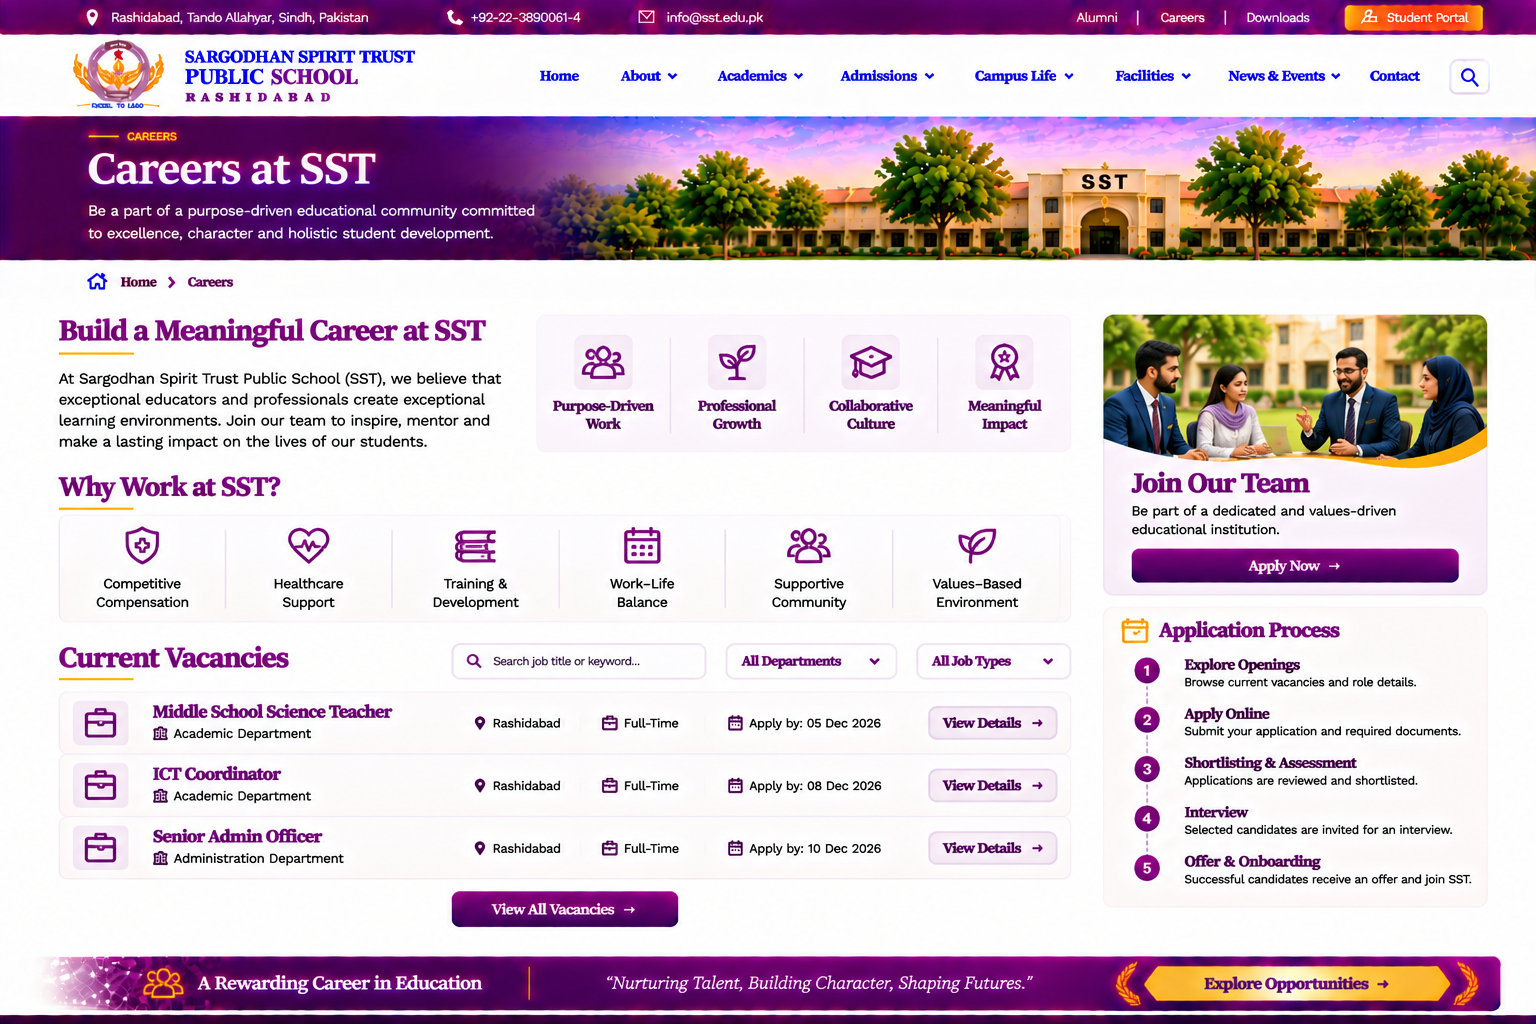 Rashidabad, Tando Allahyar, Sindh, Pakistan
+92-22-3890061-4
info@sst.edu.pk
Alumni
Careers
Downloads
Student Portal
SARGODHAN SPIRIT TRUST
PUBLIC SCHOOL
RASHIDABAD
Home
About
Academics
Admissions
Campus Life
Facilities
News & Events
Contact
CAREERS
Careers at SST
Be a part of a purpose-driven educational community committed
to excellence, character and holistic student development.
SST
Home
Careers
Build a Meaningful Career at SST
At Sargodhan Spirit Trust Public School (SST), we believe that
exceptional educators and professionals create exceptional
learning environments. Join our team to inspire, mentor and
make a lasting impact on the lives of our students.
Purpose-Driven
Work
Professional
Growth
Collaborative
Culture
Meaningful
Impact
Why Work at SST?
Competitive
Compensation
Healthcare
Support
Training &
Development
Work-Life
Balance
Supportive
Community
Values-Based
Environment
Current Vacancies
Search job title or keyword...
All Departments
All Job Types
Middle School Science Teacher
Academic Department
Rashidabad
Full-Time
Apply by: 05 Dec 2026
View Details →
ICT Coordinator
Academic Department
Rashidabad
Full-Time
Apply by: 08 Dec 2026
View Details →
Senior Admin Officer
Administration Department
Rashidabad
Full-Time
Apply by: 10 Dec 2026
View Details →
View All Vacancies →
Join Our Team
Be part of a dedicated and values-driven
educational institution.
Apply Now →
Application Process
1
Explore Openings
Browse current vacancies and role details.
2
Apply Online
Submit your application and required documents.
3
Shortlisting & Assessment
Applications are reviewed and shortlisted.
4
Interview
Selected candidates are invited for an interview.
5
Offer & Onboarding
Successful candidates receive an offer and join SST.
A Rewarding Career in Education
“Nurturing Talent, Building Character, Shaping Futures.”
Explore Opportunities →